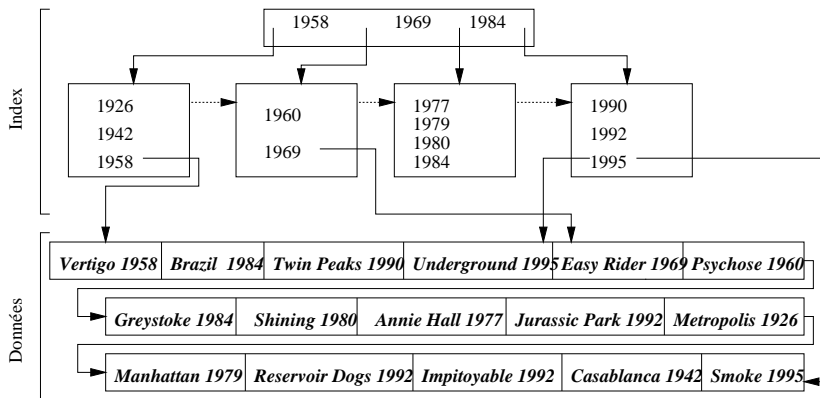 Index
1958 1969 1984
1926
1942
1958
1960
1969
1977
1979
1980
1984
1990
1992
1995
Données
Vertigo 1958 Brazil 1984 Twin Peaks 1990 Underground 1995 Easy Rider 1969 Psychose 1960
Greystoke 1984 Shining 1980 Annie Hall 1977 Jurassic Park 1992 Metropolis 1926
Manhattan 1979 Reservoir Dogs 1992 Impitoyable 1992 Casablanca 1942 Smoke 1995